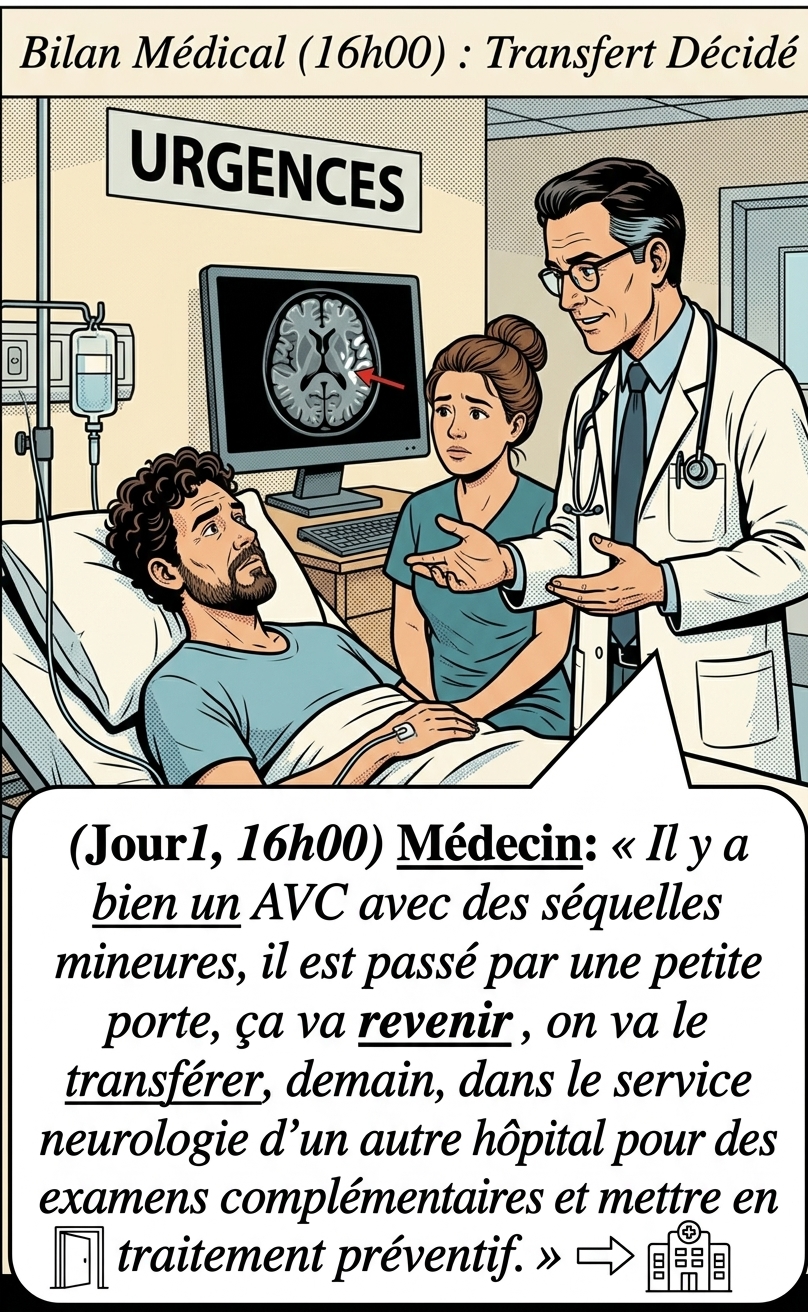 Bilan Médical (16h00) : Transfert Décidé
URGENCES
(Jour1, 16h00) Médecin: « Il y a
bien un AVC avec des séquelles
mineures, il est passé par une petite
porte, ça va revenir , on va le
transférer, demain, dans le service
neurologie d’un autre hôpital pour des
examens complémentaires et mettre en
traitement préventif. »